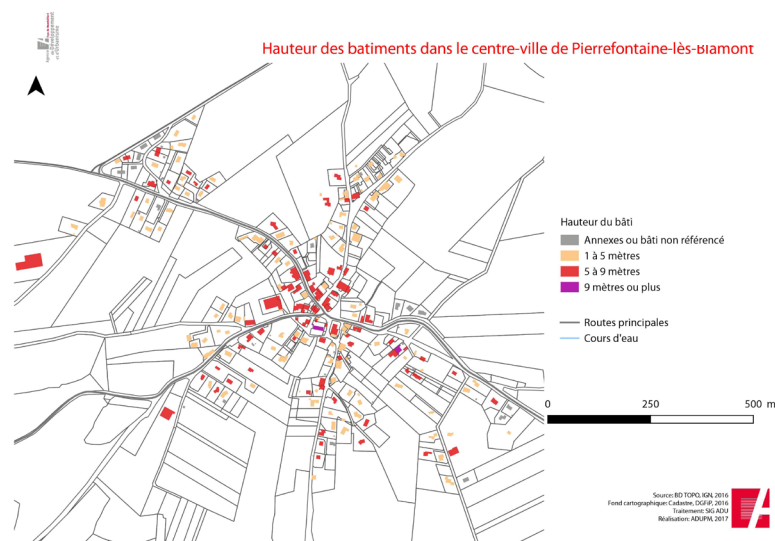 Hauteur des batiments dans le centre-ville de Pierrefontaine-lès-Blamont
Hauteur du bâti
Annexes ou bâti non référencé
1 à 5 mètres
5 à 9 mètres
9 mètres ou plus
Routes principales
Cours d'eau
0 250 500 m
Source: BD TOPO, IGN, 2016
Fond cartographique: Cadastre, DGFiP, 2016
Traitement: SIG ADU
Réalisation: ADUPM, 2017